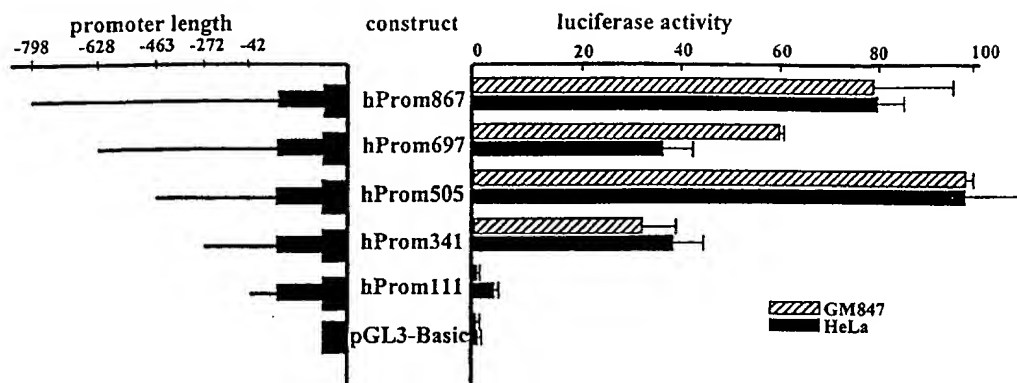 promoter length construct luciferase activity
-798 -628 -463 -272 -42 0 20 40 60 80 100
hProm867
hProm697
hProm505
hProm341
hProm111
pGL3-Basic
GM847
HeLa